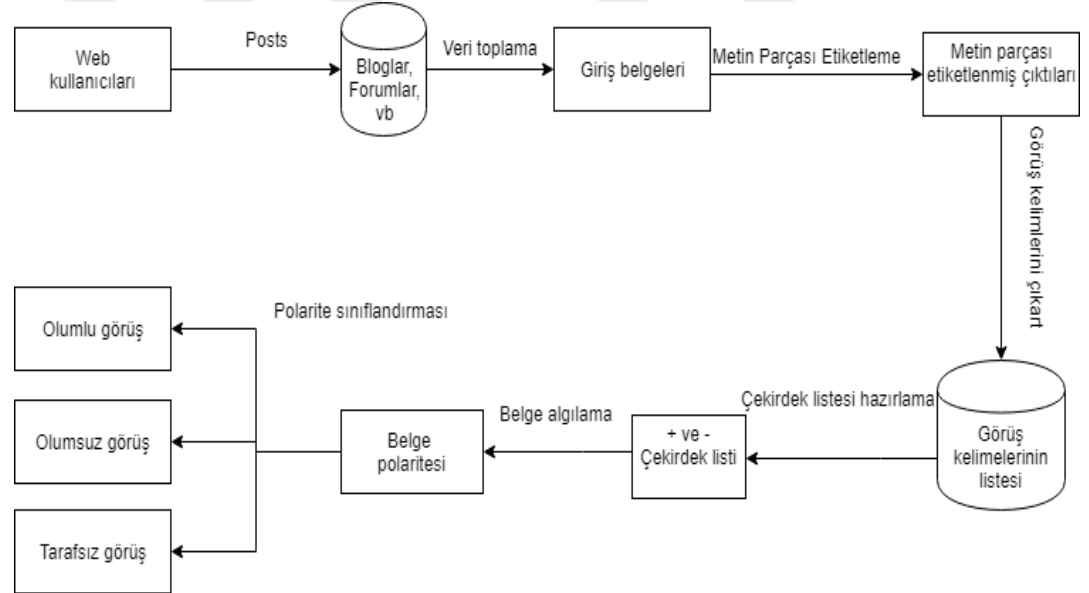 Web
kullanıcıları
Posts
Bloglar,
Forumlar,
vb
Veri toplama
Giriş belgeleri
Metin Parçası Etiketleme
Metin parçası
etiketlenmiş çıktıları
Görüş kelimlerini çıkart
Görüş
kelimelerinin
listesi
Çekirdek listesi hazırlama
+ ve -
Çekirdek listi
Belge algılama
Belge
polaritesi
Polarite sınıflandırması
Olumlu görüş
Olumsuz görüş
Tarafsız görüş